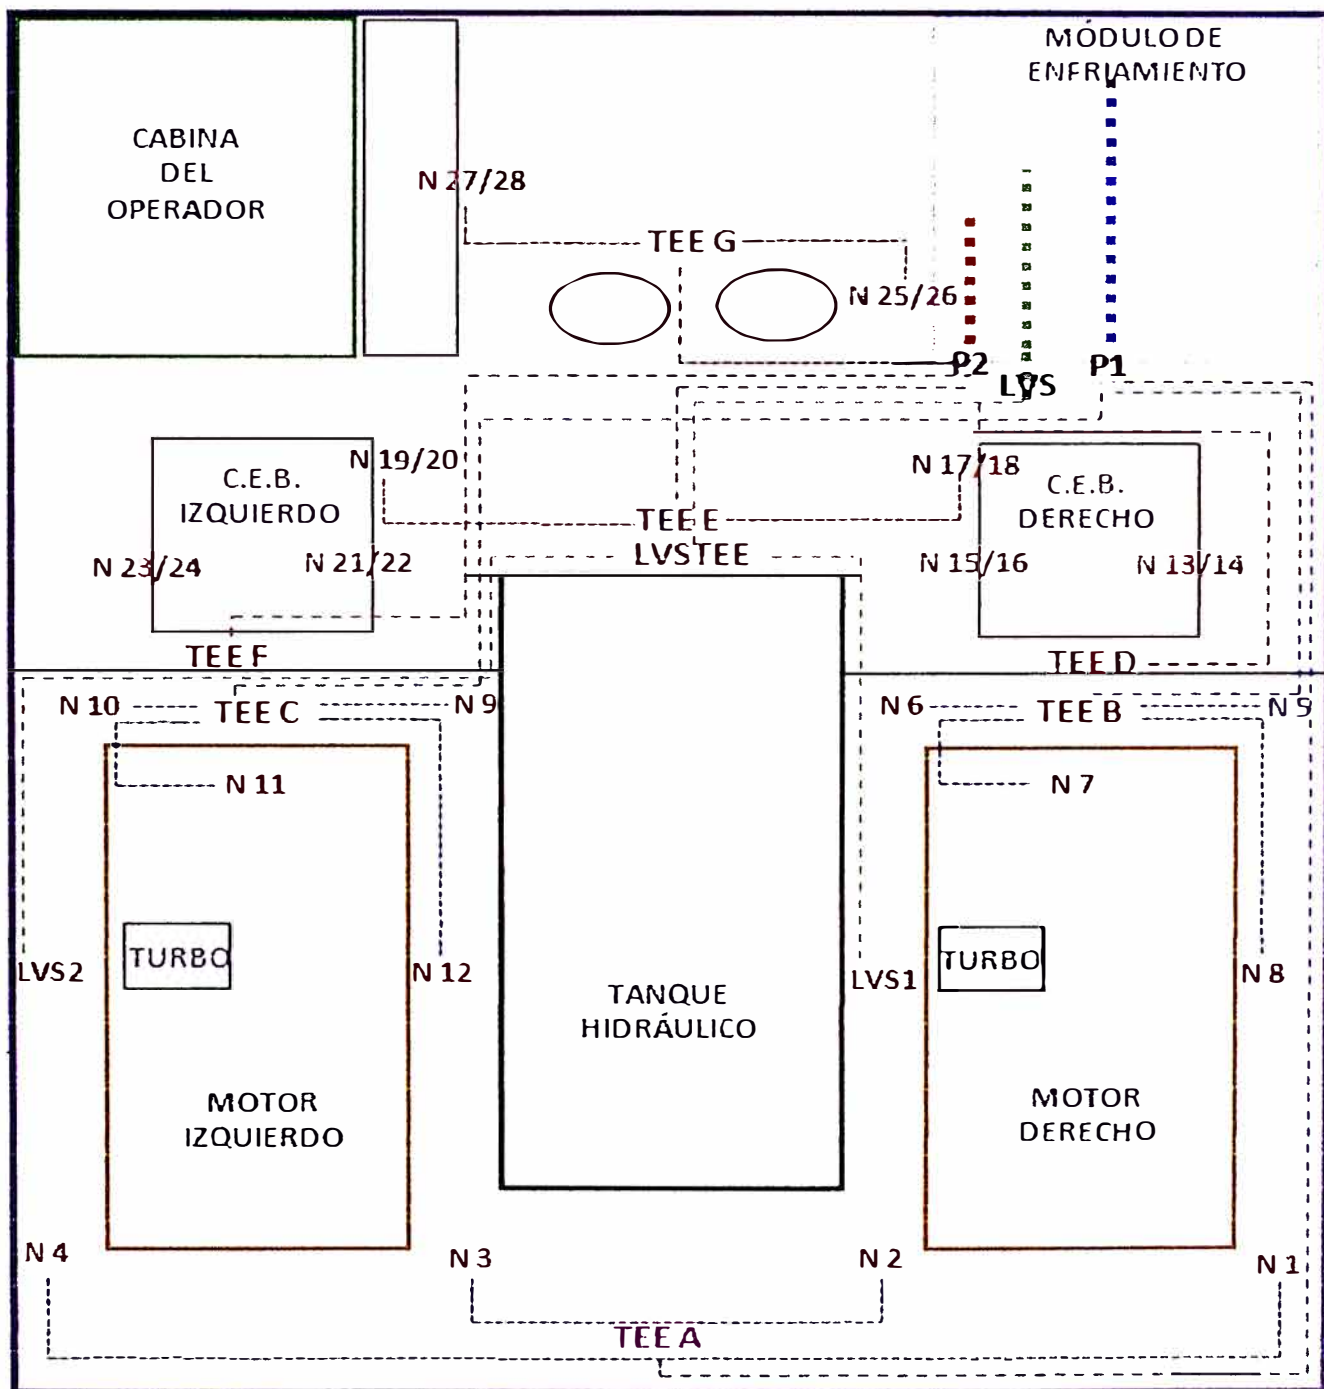 MÓDULO DE
ENFRIAMIENTO
CABINA
DEL
OPERADOR
N 27/28
TEE G
N 25/26
P2
LVS
P1
N 19/20
C.E.B.
IZQUIERDO
N 23/24
N 21/22
TEE E
LVSTEE
N 17/18
C.E.B.
DERECHO
N 15/16
N 13/14
TEE F
TEE D
N 10
TEE C
N 9
N 6
TEE B
N 5
N 11
N 7
TURBO
LVS2
N 12
TURBO
LVS1
N 8
TANQUE
HIDRÁULICO
MOTOR
IZQUIERDO
MOTOR
DERECHO
N 4
N 3
N 2
N 1
TEE A